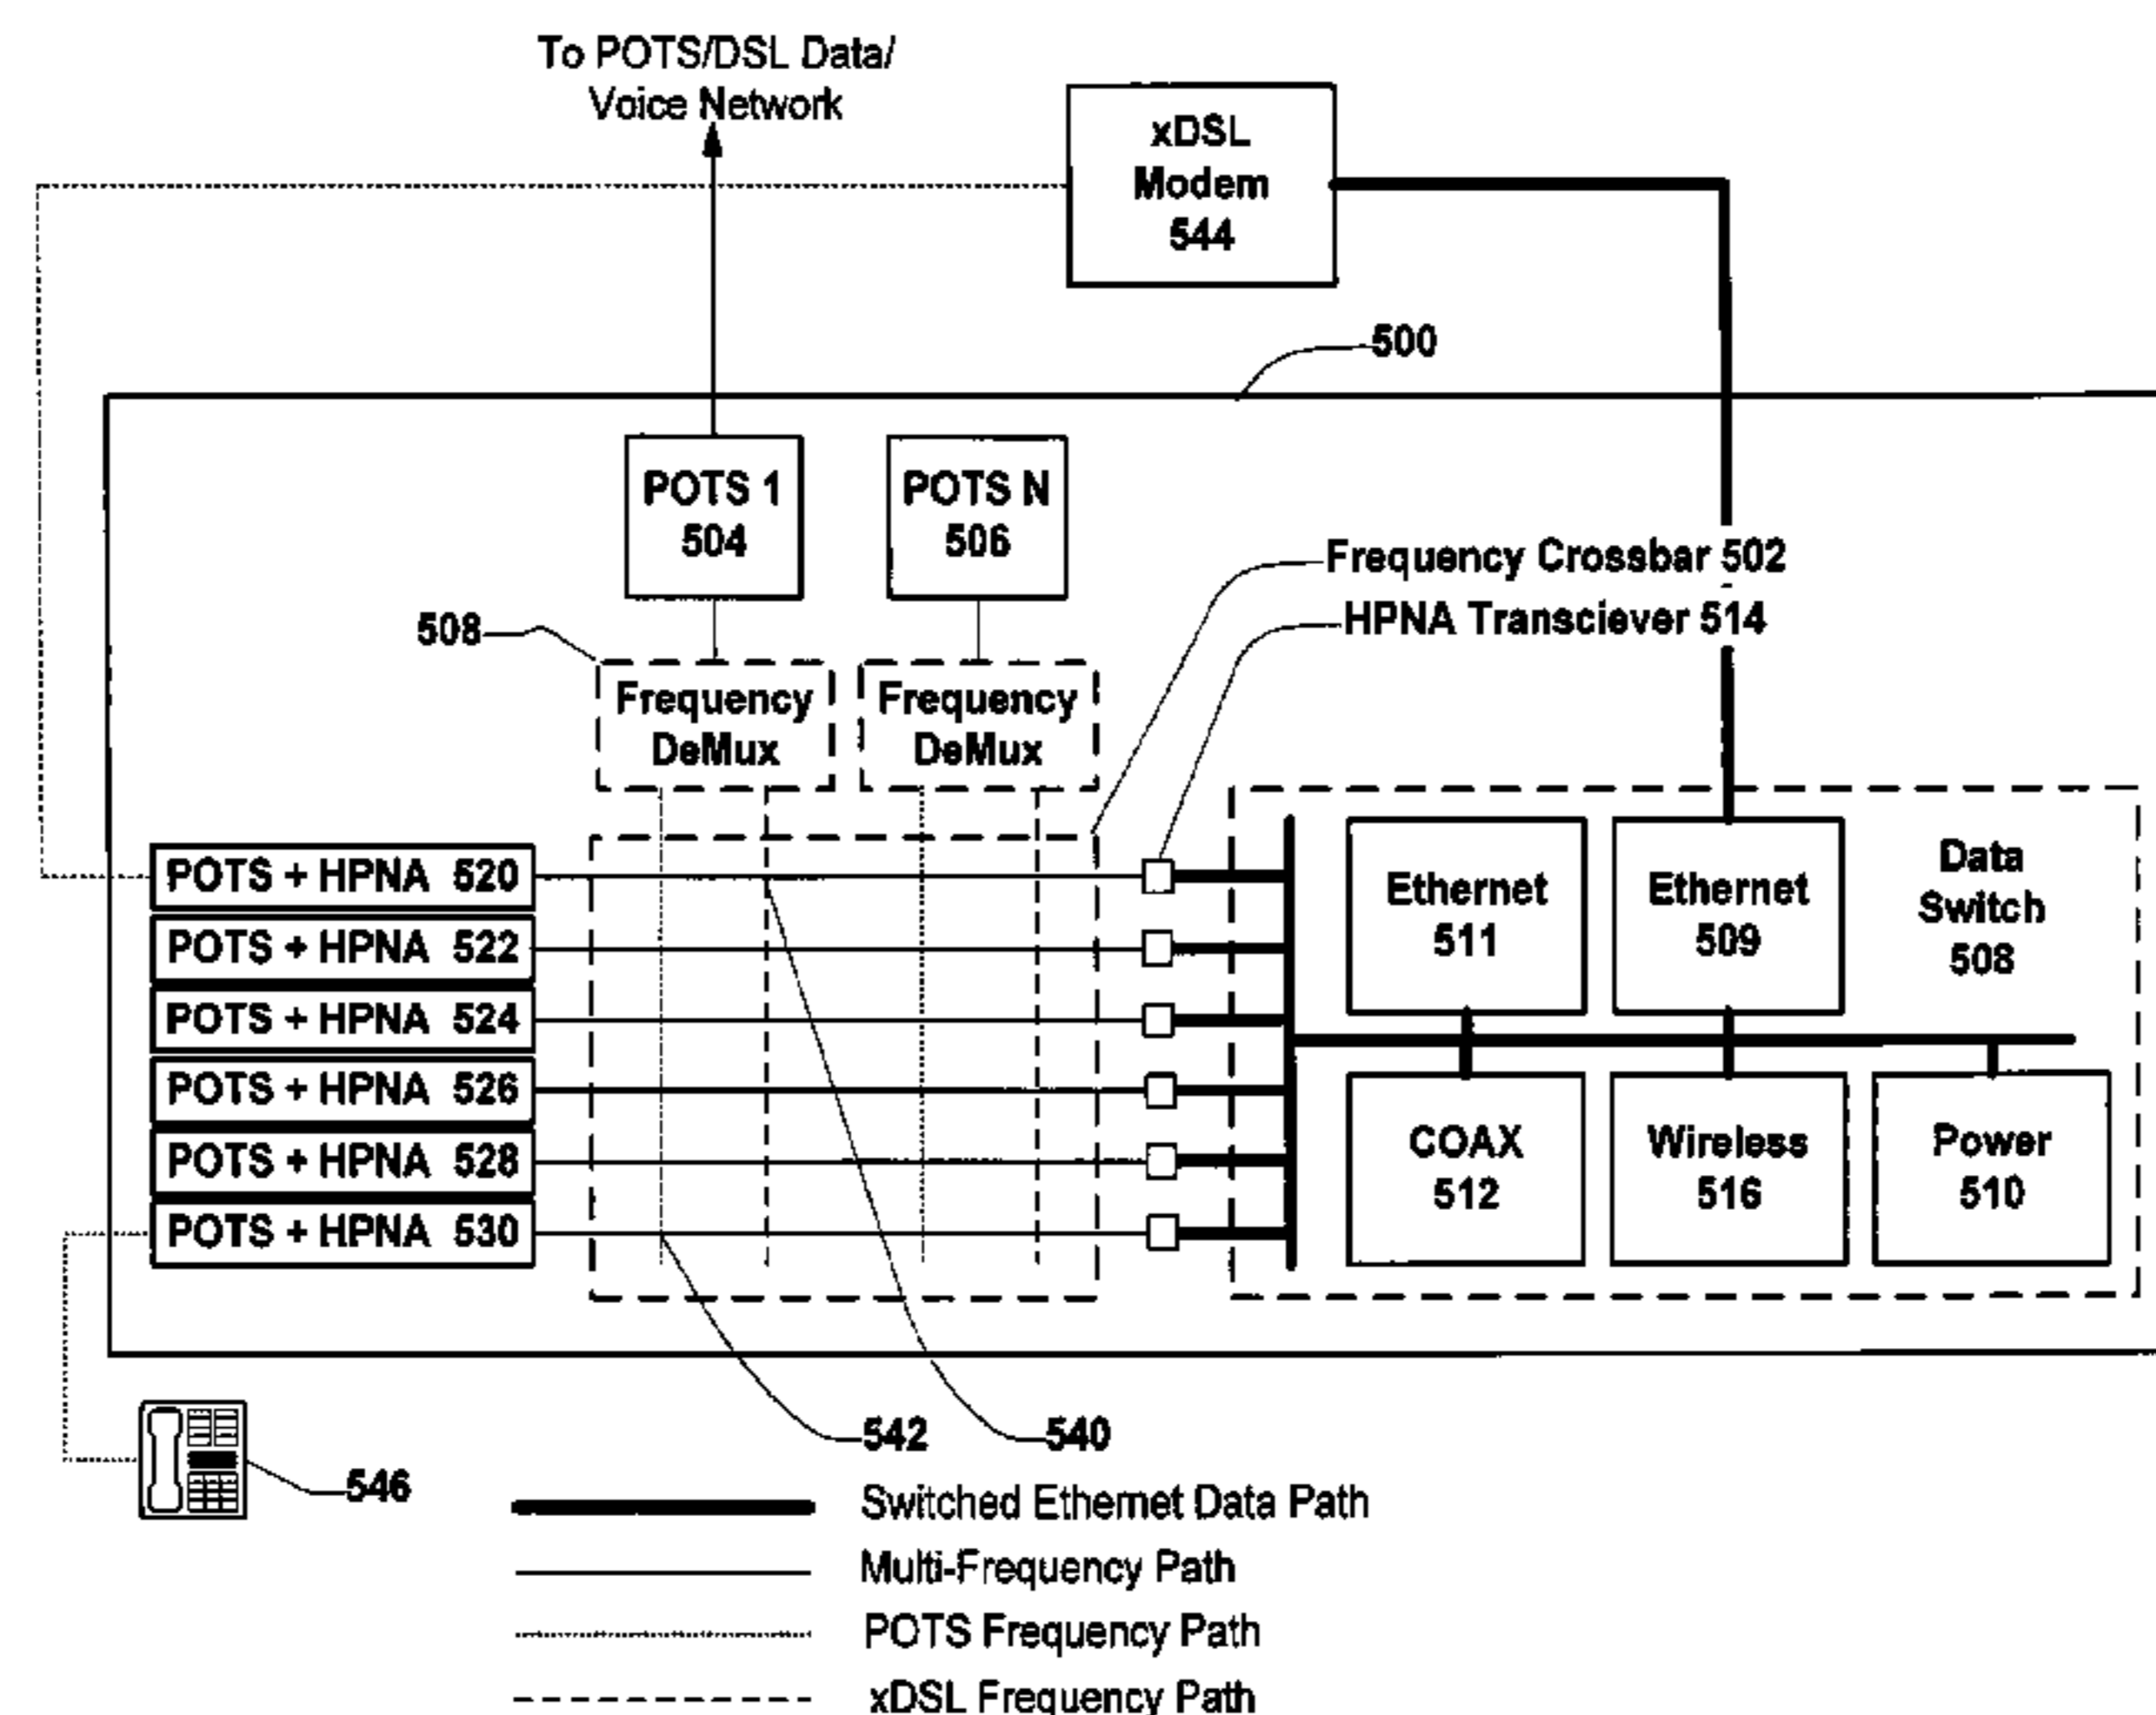 To POTS/DSL Data/
Voice Network
xDSL
Modem
544
500
POTS 1
504
POTS N
506
Frequency Crossbar 502
HPNA Transciever 514
508
Frequency
DeMux
Frequency
DeMux
POTS + HPNA 520
POTS + HPNA 522
POTS + HPNA 524
POTS + HPNA 526
POTS + HPNA 528
POTS + HPNA 530
Ethernet
511
Ethernet
509
Data
Switch
508
COAX
512
Wireless
516
Power
510
542
540
546
Switched Ethernet Data Path
Multi-Frequency Path
POTS Frequency Path
xDSL Frequency Path